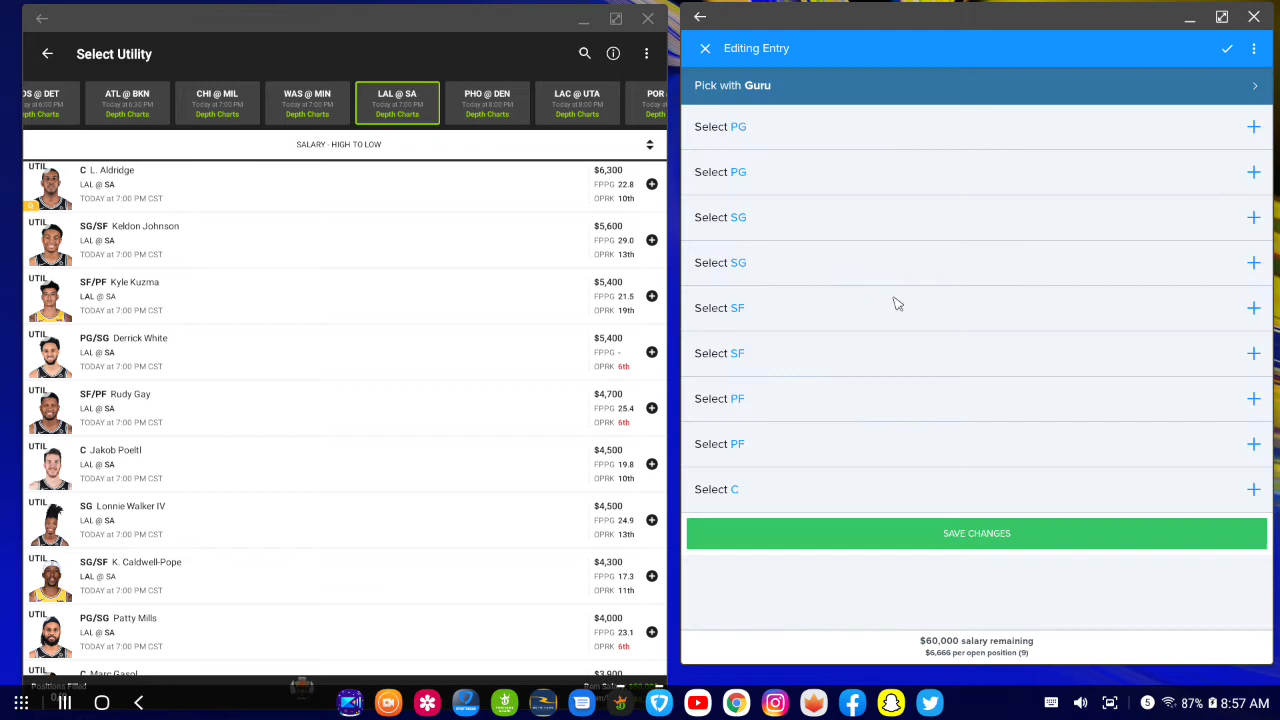 Select Utility
OS @ DET
ay at 6:00 PM
Depth Charts
ATL @ BKN
Today at 6:30 PM
Depth Charts
CHI @ MIL
Today at 7:00 PM
Depth Charts
WAS @ MIN
Today at 7:00 PM
Depth Charts
LAL @ SA
Today at 7:00 PM
Depth Charts
PHO @ DEN
Today at 8:00 PM
Depth Charts
LAC @ UTA
Today at 8:00 PM
Depth Charts
POR
Today at
Depth
SALARY - HIGH TO LOW
UTIL
C L. Aldridge
LAL @ SA
TODAY at 7:00 PM CST
$6,300
FPPG 22.8
OPRK 10th
Q
UTIL
SG/SF Keldon Johnson
LAL @ SA
TODAY at 7:00 PM CST
$5,600
FPPG 29.0
OPRK 13th
UTIL
SF/PF Kyle Kuzma
LAL @ SA
TODAY at 7:00 PM CST
$5,400
FPPG 21.5
OPRK 19th
UTIL
PG/SG Derrick White
LAL @ SA
TODAY at 7:00 PM CST
$5,400
FPPG -
OPRK 6th
UTIL
SF/PF Rudy Gay
LAL @ SA
TODAY at 7:00 PM CST
$4,700
FPPG 25.4
OPRK 6th
UTIL
C Jakob Poeltl
LAL @ SA
TODAY at 7:00 PM CST
$4,500
FPPG 19.8
OPRK 10th
UTIL
SG Lonnie Walker IV
LAL @ SA
TODAY at 7:00 PM CST
$4,500
FPPG 24.9
OPRK 13th
UTIL
SG/SF K. Caldwell-Pope
LAL @ SA
TODAY at 7:00 PM CST
$4,300
FPPG 17.3
OPRK 11th
UTIL
PG/SG Patty Mills
LAL @ SA
TODAY at 7:00 PM CST
$4,000
FPPG 23.1
OPRK 6th
C Marc Gasol
$3,900
Positions Filled
Rem Salary
Editing Entry
Pick with Guru
Select PG
Select PG
Select SG
Select SG
Select SF
Select SF
Select PF
Select PF
Select C
SAVE CHANGES
$60,000 salary remaining
$6,666 per open position (9)
5
87%
8:57 AM